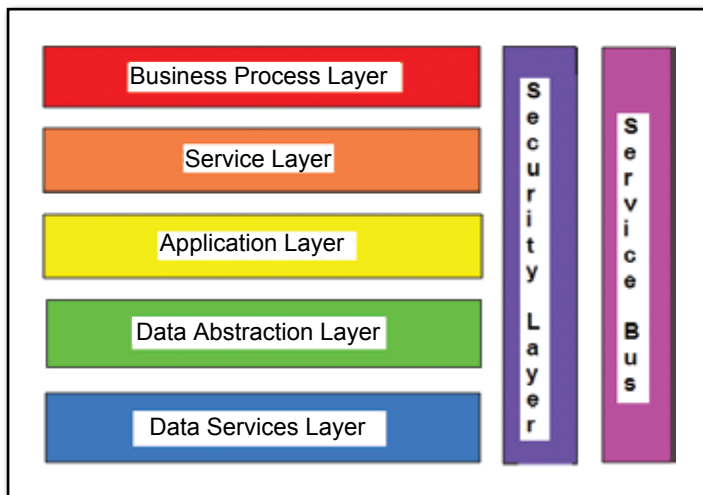 Business Process Layer
Service Layer
Application Layer
Data Abstraction Layer
Data Services Layer
Security Layer
Service Bus